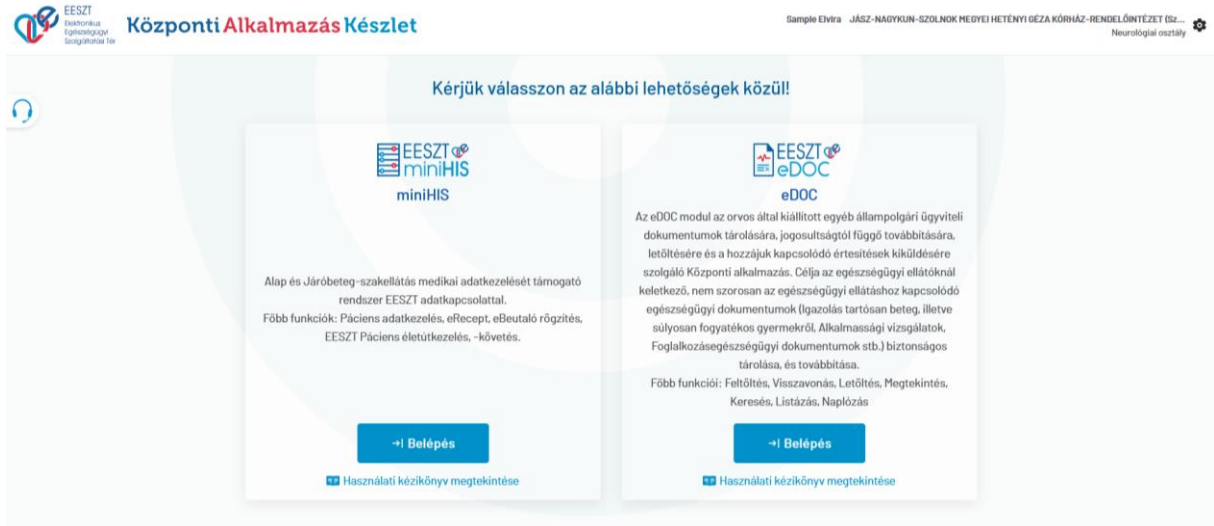 EESZT
Elektronikus
Egészségügyi
Szolgáltatási Tér
Központi Alkalmazás Készlet
Sample Elvira JÁSZ-NAGYKUN-SZOLNOK MEGYEI HETÉNYI GÉZA KÓRHÁZ-RENDELŐINTÉZET (Sz...
Neurológiai osztály
Kérjük válasszon az alábbi lehetőségek közül!
EESZT
miniHIS
miniHIS
Alap és Járóbeteg-szakellátás medikai adatkezelését támogató
rendszer EESZT adatkapcsolattal.
Főbb funkciók: Páciens adatkezelés, eRecept, eBeutaló rögzítés,
EESZT Páciens életútkezelés, -követés.
Belépés
Használati kézikönyv megtekintése
EESZT
eDOC
eDOC
Az eDOC modul az orvos által kiállított egyéb állampolgári ügyviteli
dokumentumok tárolására, jogosultságtól függő továbbítására,
letöltésére és a hozzájuk kapcsolódó értesítések kiküldésére
szolgáló Központi alkalmazás. Célja az egészségügyi ellátóknál
keletkező, nem szorosan az egészségügyi ellátáshoz kapcsolódó
egészségügyi dokumentumok (Igazolás tartósan beteg, illetve
súlyosan fogyatékos gyermekről, Alkalmassági vizsgálatok,
Foglalkozásegészségügyi dokumentumok stb.) biztonságos
tárolása, és továbbítása.
Főbb funkciói: Feltöltés, Visszavonás, Letöltés, Megtekintés,
Keresés, Listázás, Naplózás
Belépés
Használati kézikönyv megtekintése